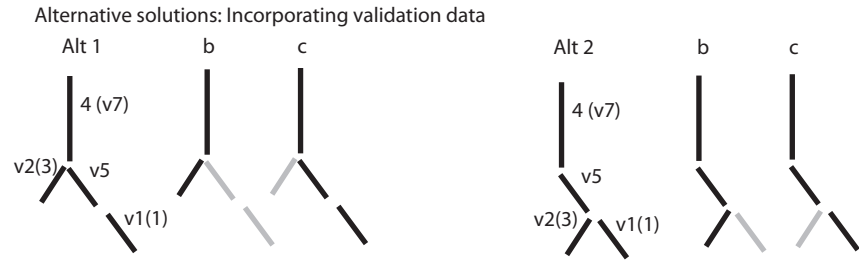 Alternative solutions: Incorporating validation data
Alt 1 b c Alt 2 b c
4 (v7) 4 (v7)
v2(3) v5 v5
v1(1) v2(3) v1(1)